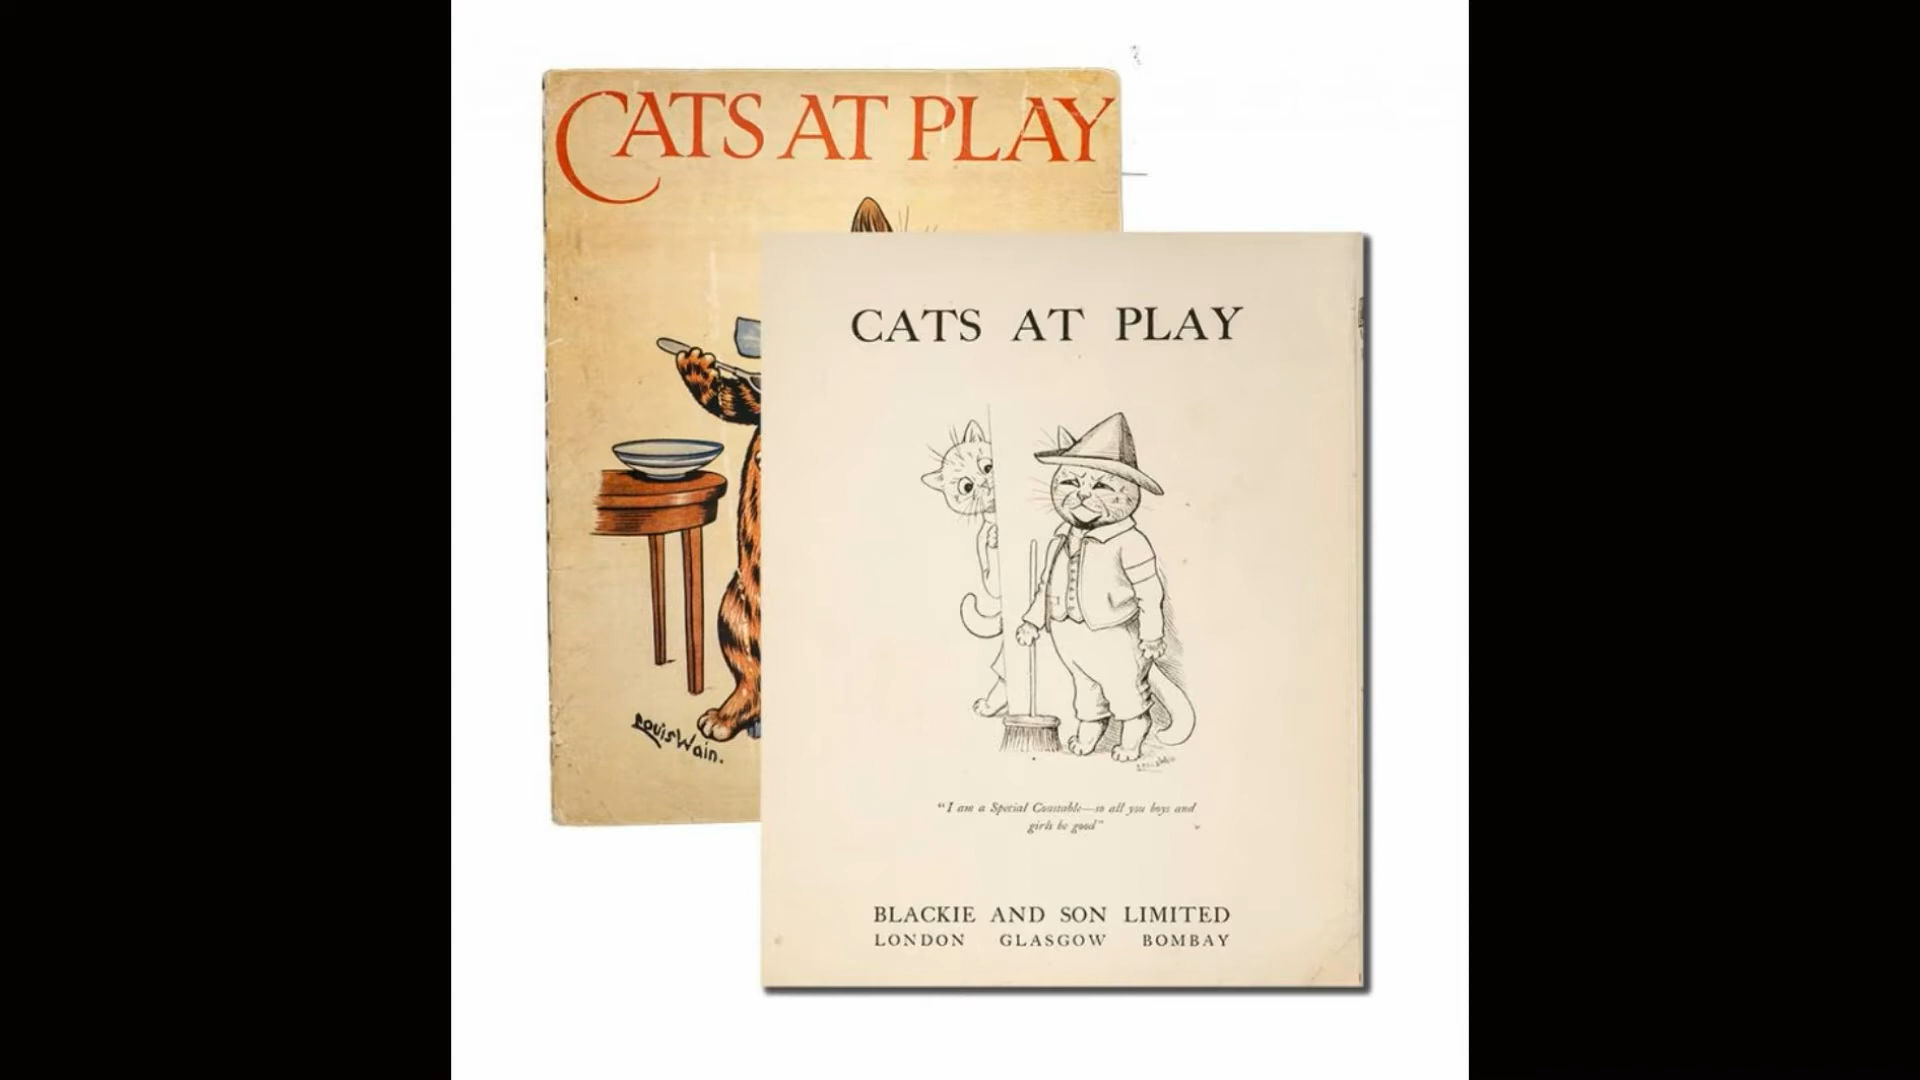 CATS AT PLAY
Louis Wain.
CATS AT PLAY
"I am a Special Constable—so all you boys and
girls be good"
BLACKIE AND SON LIMITED
LONDON GLASGOW BOMBAY